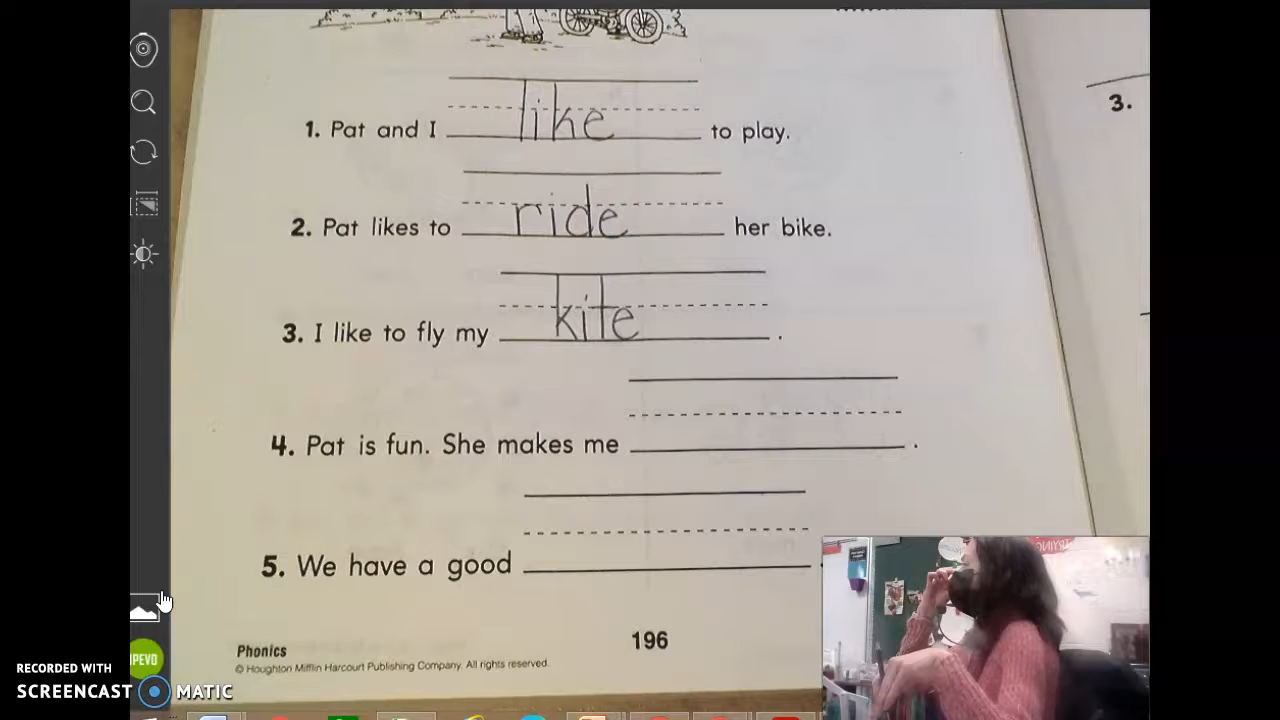 1. Pat and I like to play.
2. Pat likes to ride her bike.
3. I like to fly my kite.
4. Pat is fun. She makes me .
5. We have a good .
Phonics
196
© Houghton Mifflin Harcourt Publishing Company. All rights reserved.
3.
RECORDED WITH
SCREENCAST MATIC